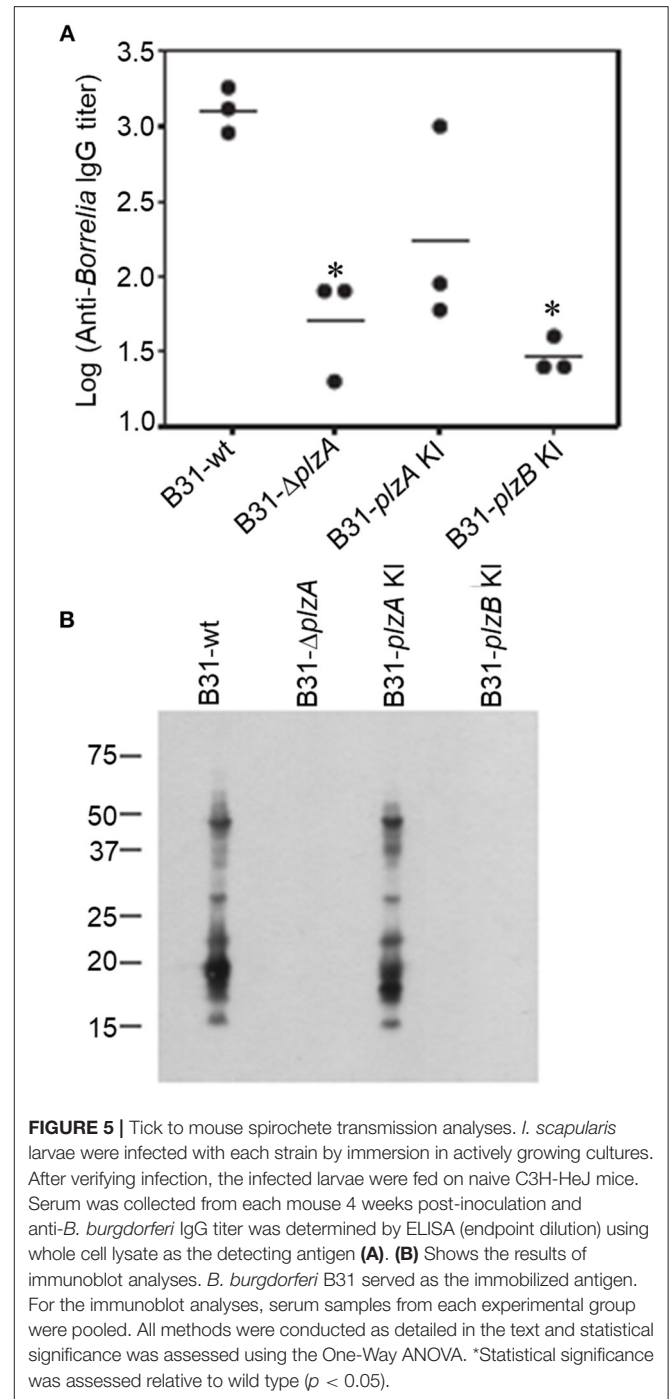 A
Log (Anti-Borrelia IgG titer)
3.5
3.0
2.5
2.0
1.5
1.0
*
*
B31-wt
B31-ΔplzA
B31-plzA KI
B31-plzB KI
B
B31-wt
B31-ΔplzA
B31-plzA KI
B31-plzB KI
75
50
37
25
20
15
FIGURE 5 | Tick to mouse spirochete transmission analyses. I. scapularis
larvae were infected with each strain by immersion in actively growing cultures.
After verifying infection, the infected larvae were fed on naive C3H-HeJ mice.
Serum was collected from each mouse 4 weeks post-inoculation and
anti-B. burgdorferi IgG titer was determined by ELISA (endpoint dilution) using
whole cell lysate as the detecting antigen (A). (B) Shows the results of
immunoblot analyses. B. burgdorferi B31 served as the immobilized antigen.
For the immunoblot analyses, serum samples from each experimental group
were pooled. All methods were conducted as detailed in the text and statistical
significance was assessed using the One-Way ANOVA. *Statistical significance
was assessed relative to wild type (p < 0.05).